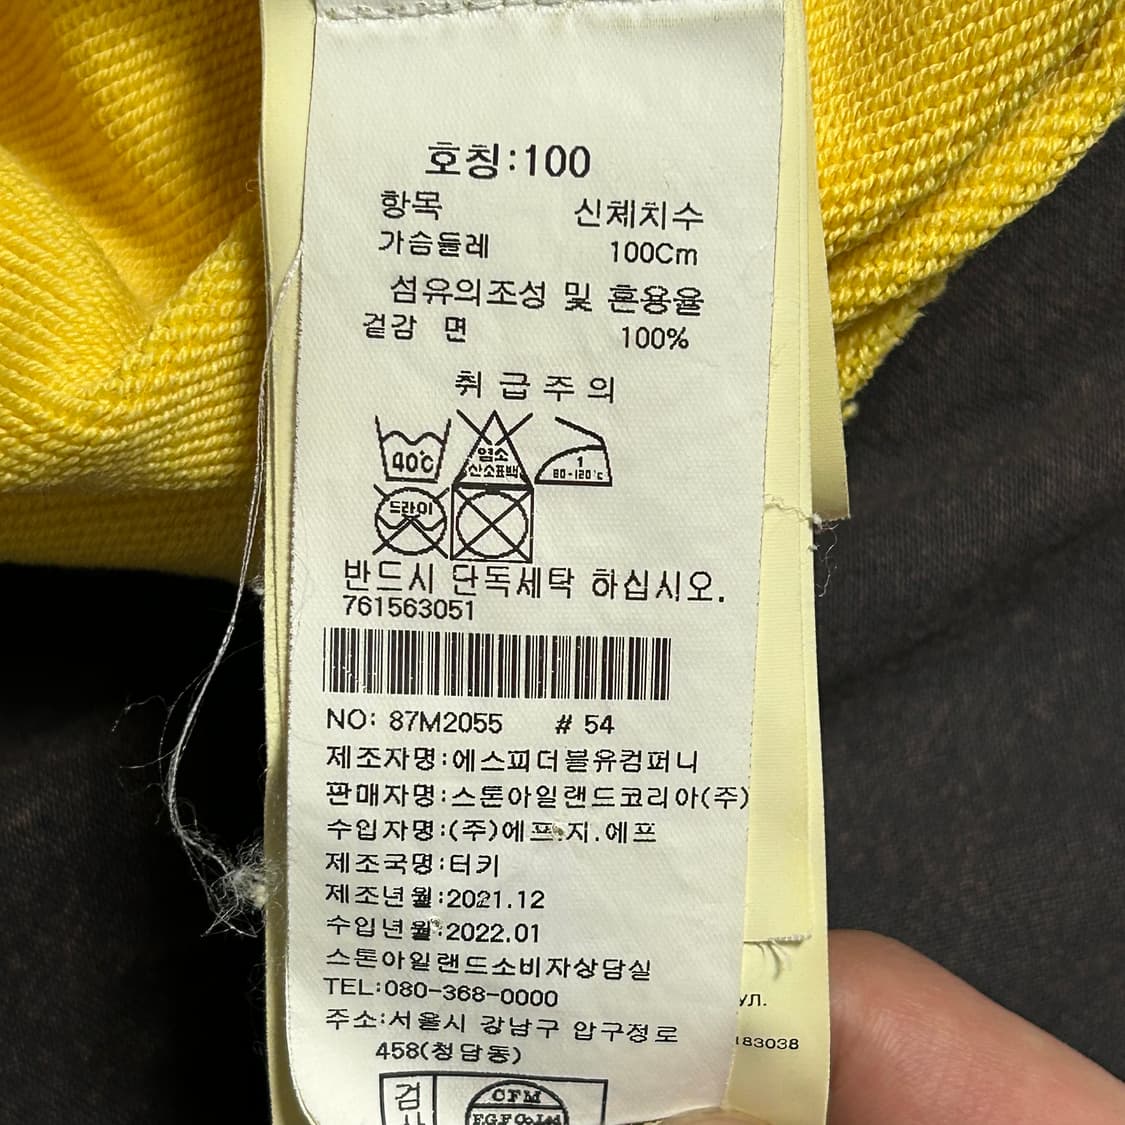 호칭:100
항목 신체치수
가슴둘레 100Cm
섬유의조성 및 혼용율
겉감 면 100%
취급주의
40℃
염소
산소표백
1
80-120℃
드라이
반드시 단독세탁 하십시오.
761563051
NO: 87M2055 # 54
제조자명:에스피더블유컴퍼니
판매자명:스톤아일랜드코리아(주)
수입자명:(주)에프.지.에프
제조국명:터키
제조년월:2021.12
수입년월:2022.01
스톤아일랜드소비자상담실
TEL:080-368-0000
주소:서울시 강남구 압구정로
458(청담동)
ул.
183038
검
CFM
F.G.F Co.Ltd